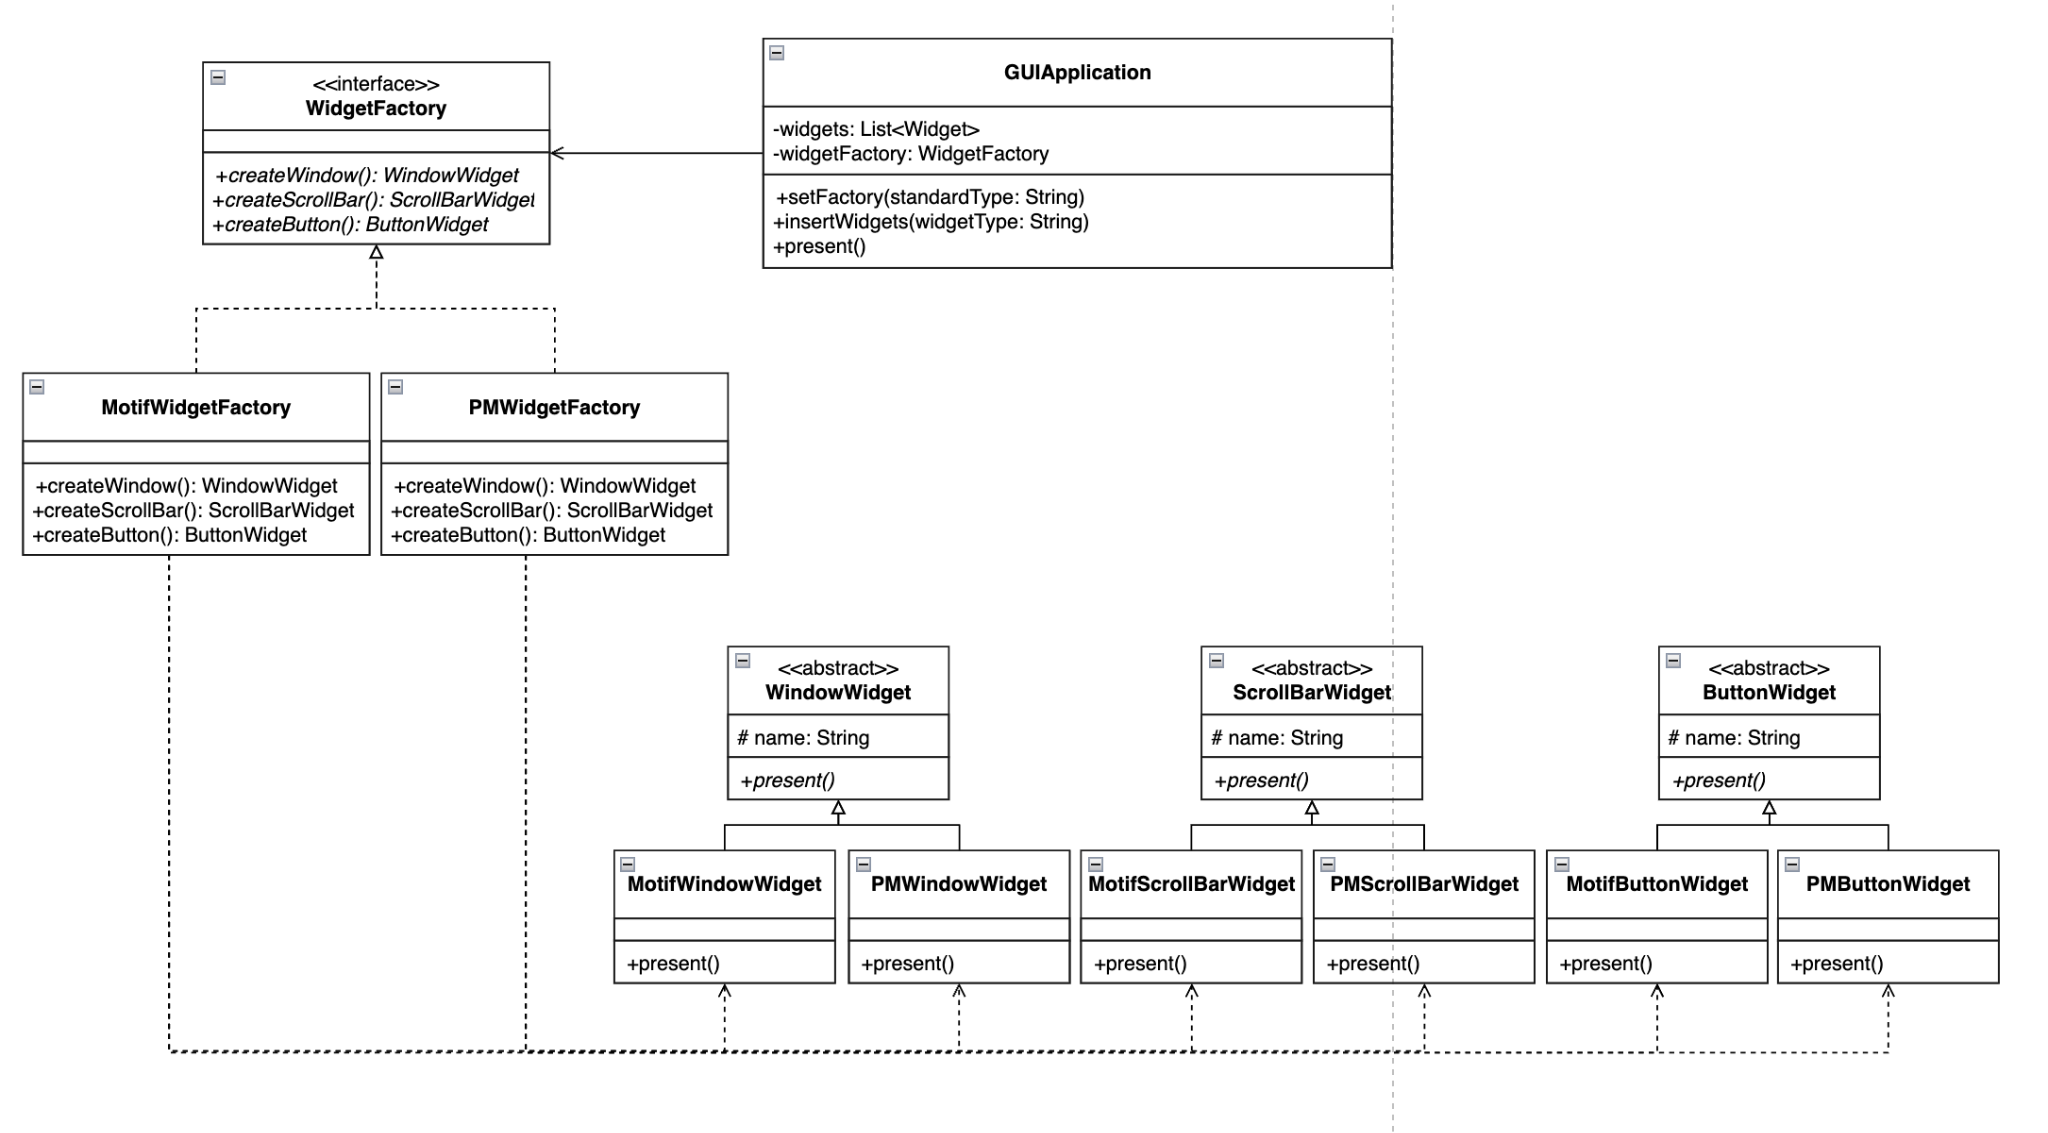 <<interface>>
WidgetFactory
+createWindow(): WindowWidget
+createScrollBar(): ScrollBarWidget
+createButton(): ButtonWidget
GUIApplication
-widgets: List<Widget>
-widgetFactory: WidgetFactory
+setFactory(standardType: String)
+insertWidgets(widgetType: String)
+present()
MotifWidgetFactory
+createWindow(): WindowWidget
+createScrollBar(): ScrollBarWidget
+createButton(): ButtonWidget
PMWidgetFactory
+createWindow(): WindowWidget
+createScrollBar(): ScrollBarWidget
+createButton(): ButtonWidget
<<abstract>>
WindowWidget
# name: String
+present()
<<abstract>>
ScrollBarWidget
# name: String
+present()
<<abstract>>
ButtonWidget
# name: String
+present()
MotifWindowWidget
+present()
PMWindowWidget
+present()
MotifScrollBarWidget
+present()
PMScrollBarWidget
+present()
MotifButtonWidget
+present()
PMButtonWidget
+present()